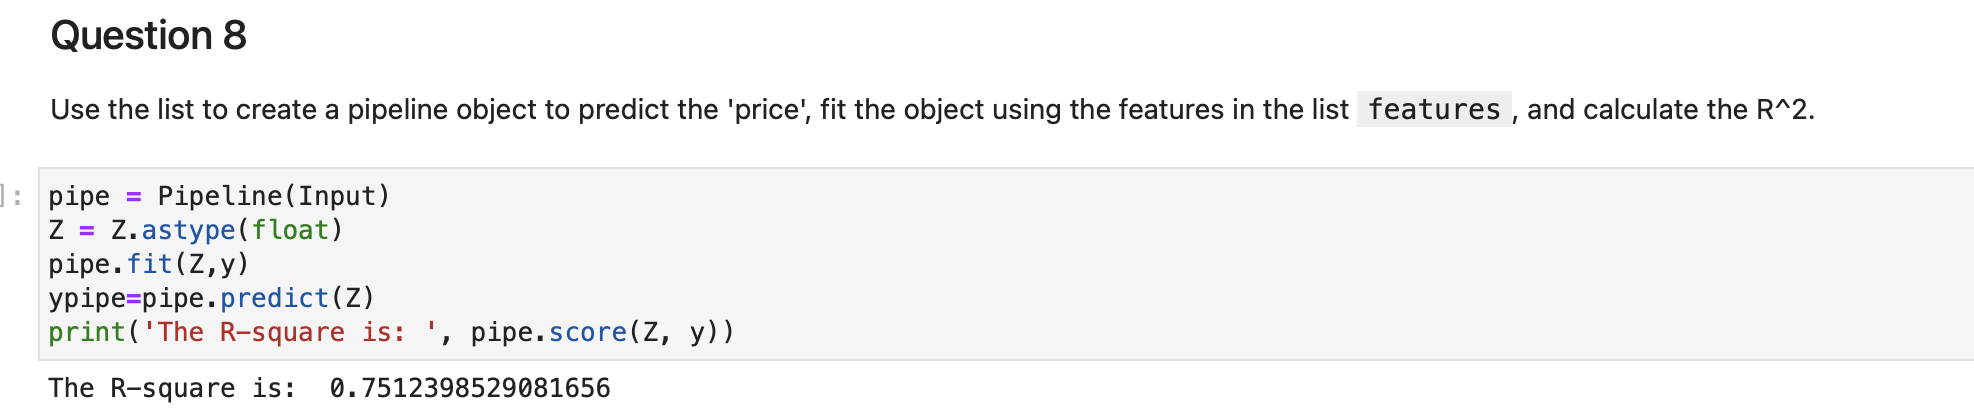 Question 8
Use the list to create a pipeline object to predict the 'price', fit the object using the features in the list features , and calculate the R^2.
]:
pipe = Pipeline(Input)
Z = Z.astype(float)
pipe.fit(Z,y)
ypipe=pipe.predict(Z)
print('The R-square is: ', pipe.score(Z, y))
The R-square is:  0.7512398529081656